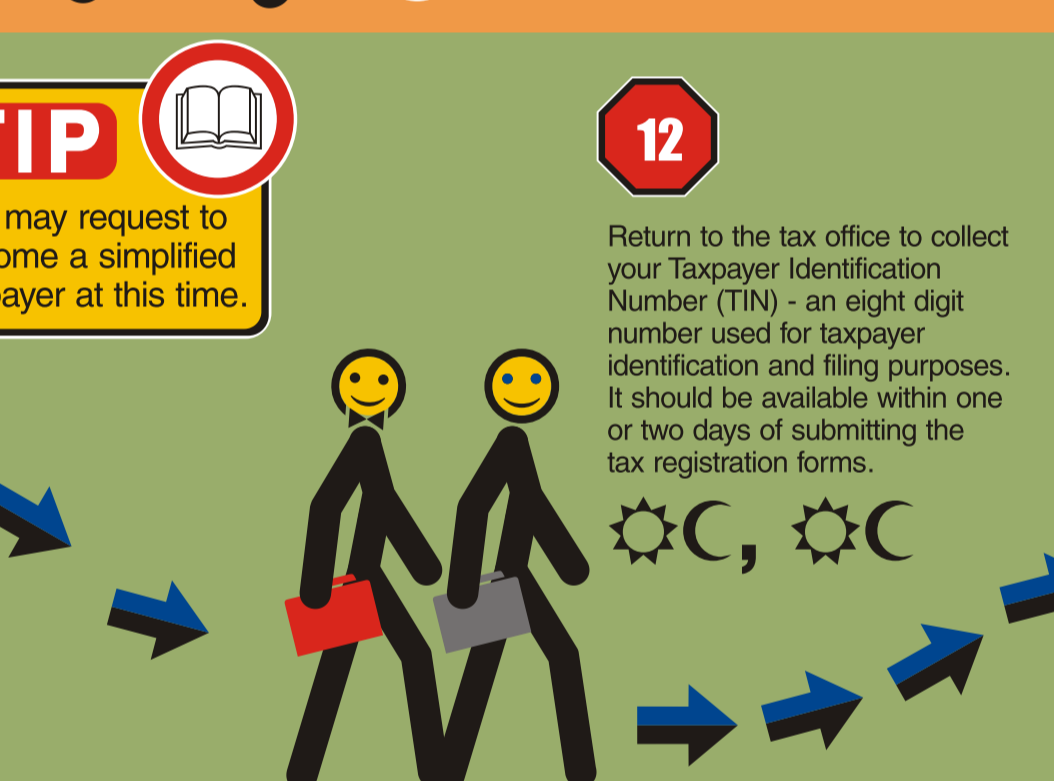 TIP
may request to
a simplified
at this time.
12
Return to the tax office to collect
your Taxpayer Identification
Number (TIN) - an eight digit
number used for taxpayer
identification and filing purposes.
It should be available within one
or two days of submitting the
tax registration forms.